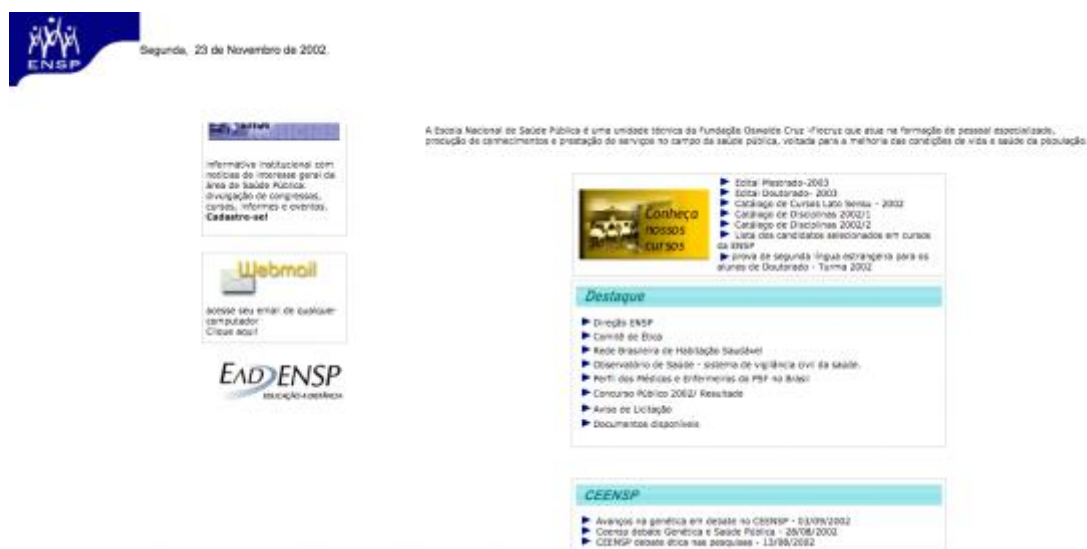 ENSP
Segunda, 23 de Novembro de 2002.
Informativo institucional com
notícias de interesse geral da
área de Saúde Pública:
divulgação de congressos,
cursos, informes e eventos.
Cadastre-se!
Webmail
acesse seu email de qualquer
computador
Clique aqui!
EAD ENSP
EDUCAÇÃO A DISTÂNCIA
A Escola Nacional de Saúde Pública é uma unidade técnica da Fundação Oswaldo Cruz -Fiocruz que atua na formação de pessoal especializado,
produção de conhecimentos e prestação de serviços no campo da saúde pública, voltada para a melhoria das condições de vida e saúde da população.
Conheça
nossos
cursos
Edital Mestrado-2003
Edital Doutorado- 2003
Catálogo de Cursos Lato Sensu - 2002
Catálogo de Disciplinas 2002/1
Catálogo de Disciplinas 2002/2
Lista dos candidatos selecionados em cursos
da ENSP
prova de segunda língua estrangeira para os
alunos de Doutorado - Turma 2002
Destaque
Direção ENSP
Comitê de Ética
Rede Brasileira de Habitação Saudável
Observatório de Saúde - sistema de vigilância civil da saúde.
Perfil dos Médicos e Enfermeiros do PSF no Brasil
Concurso Público 2002/ Resultado
Aviso de Licitação
Documentos disponíveis
CEENSP
Avanços na genética em debate no CEENSP - 03/09/2002
Ceensp debate Genética e Saúde Pública - 28/08/2002
CEENSP debate ética nas pesquisas - 13/08/2002